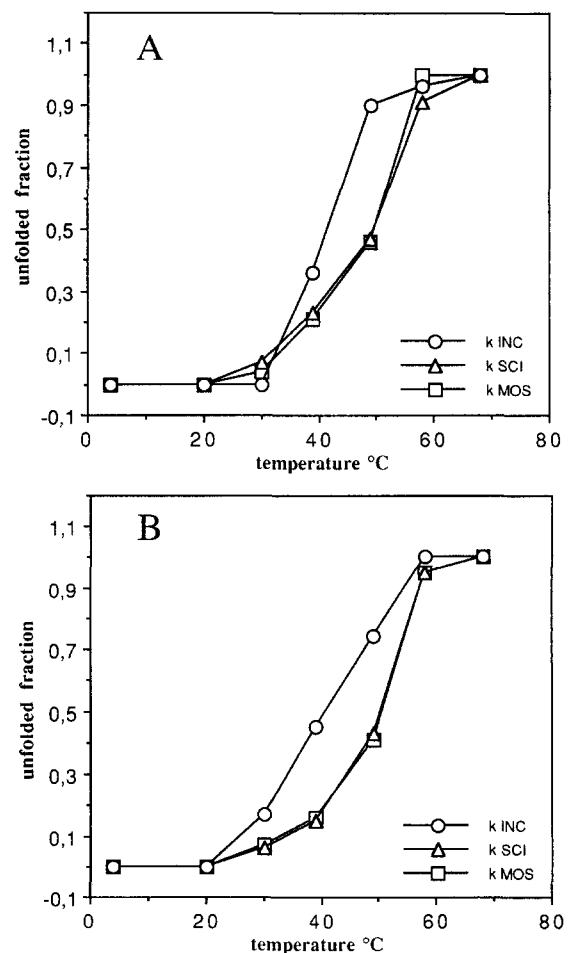 A
1,1
0,9
0,7
0,5
0,3
0,1
-0,1
unfolded fraction
0
20
40
60
80
temperature °C
k INC
k SCI
k MOS
B
1,1
0,9
0,7
0,5
0,3
0,1
-0,1
unfolded fraction
0
20
40
60
80
temperature °C
k INC
k SCI
k MOS